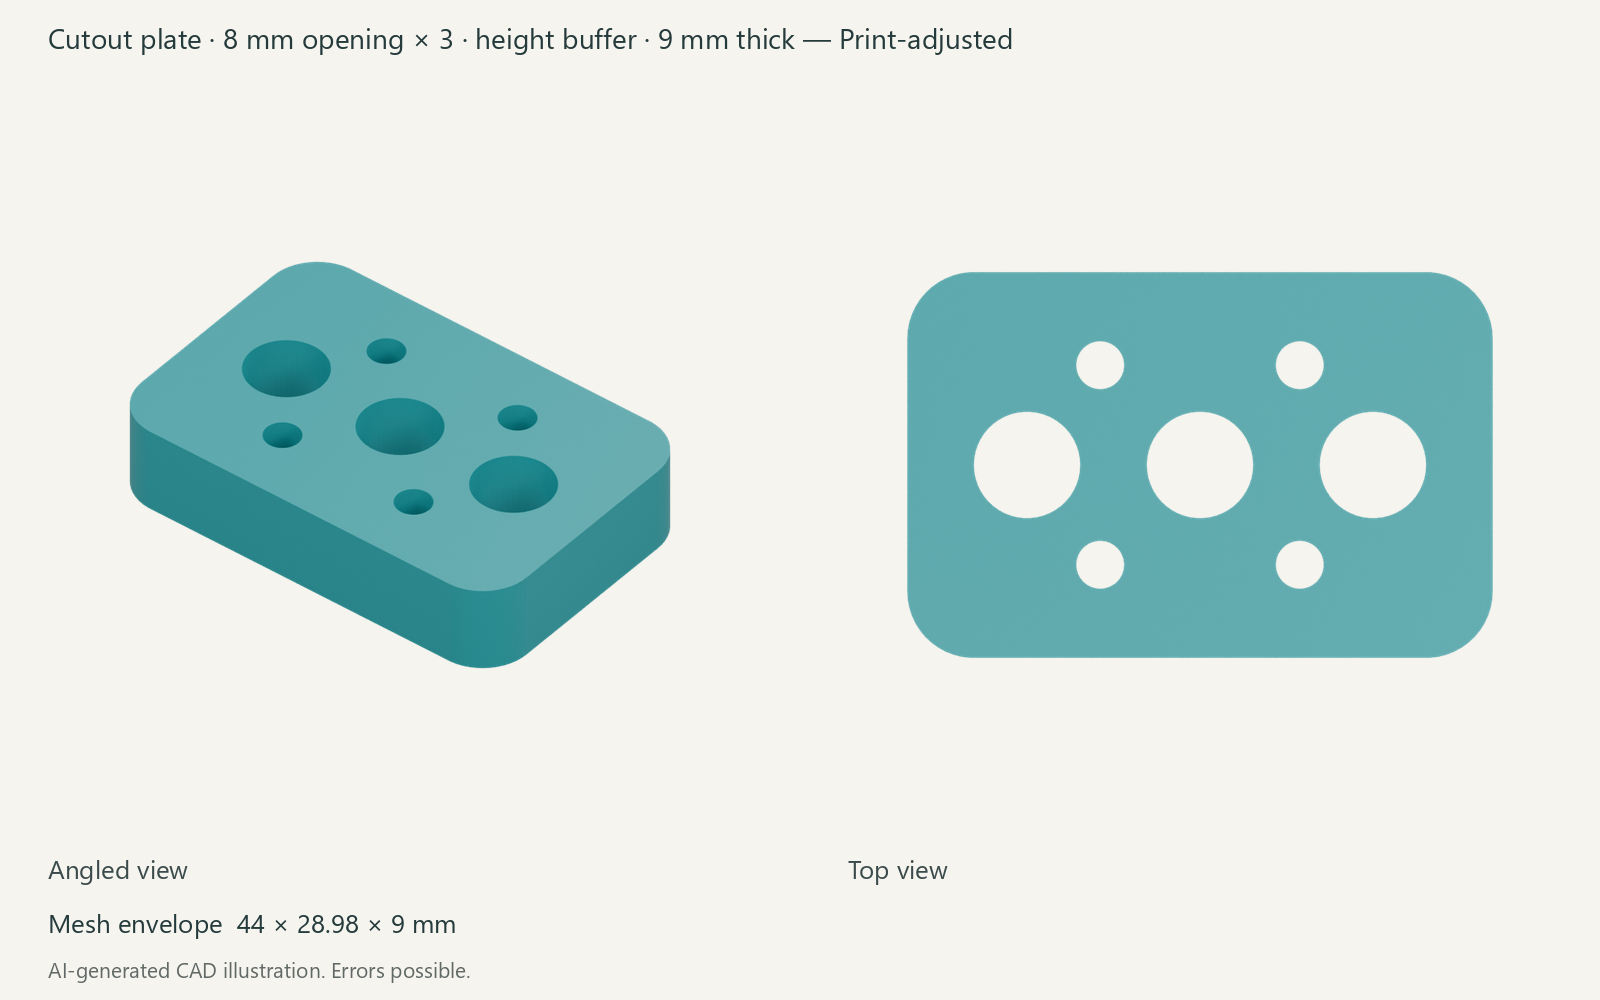 Cutout plate · 8 mm opening × 3 · height buffer · 9 mm thick — Print-adjusted
Angled view
Top view
Mesh envelope 44 × 28.98 × 9 mm
AI-generated CAD illustration. Errors possible.